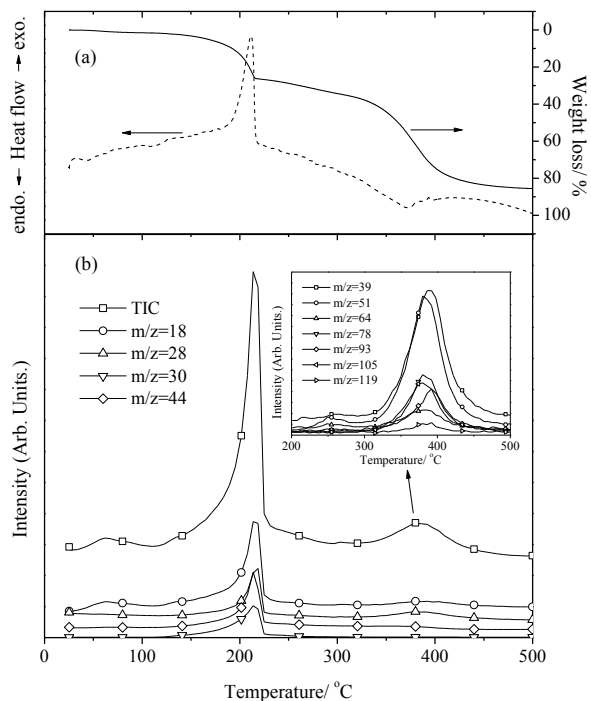 (a)
endo. ← Heat flow → exo.
0
20
40
60
80
100
Weight loss/ %
(b)
TIC
m/z=18
m/z=28
m/z=30
m/z=44
Intensity (Arb. Units.)
m/z=39
m/z=51
m/z=64
m/z=78
m/z=93
m/z=105
m/z=119
Intensity (Arb. Units.)
200 300 400 500
Temperature/ °C
0 100 200 300 400 500
Temperature/ °C